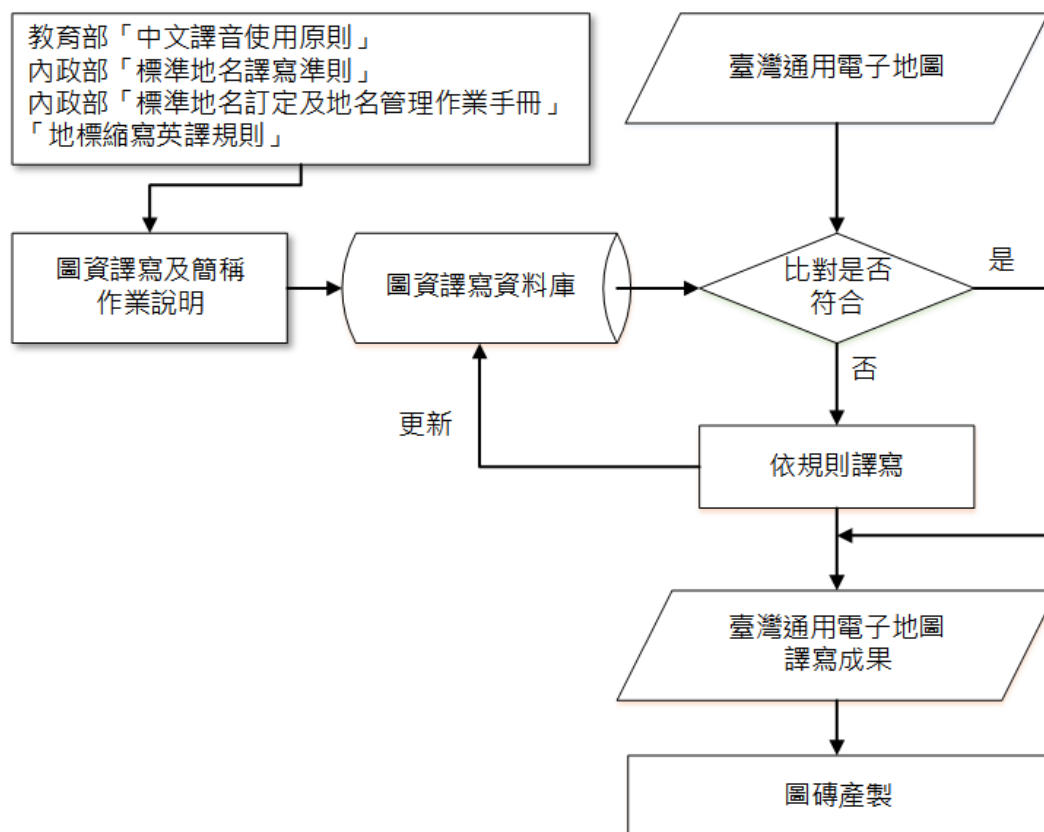 教育部「中文譯音使用原則」
內政部「標準地名譯寫準則」
內政部「標準地名訂定及地名管理作業手冊」
「地標縮寫英譯規則」
臺灣通用電子地圖
圖資譯寫及簡稱
作業說明
圖資譯寫資料庫
比對是否
符合
是
否
更新
依規則譯寫
臺灣通用電子地圖
譯寫成果
圖磚產製